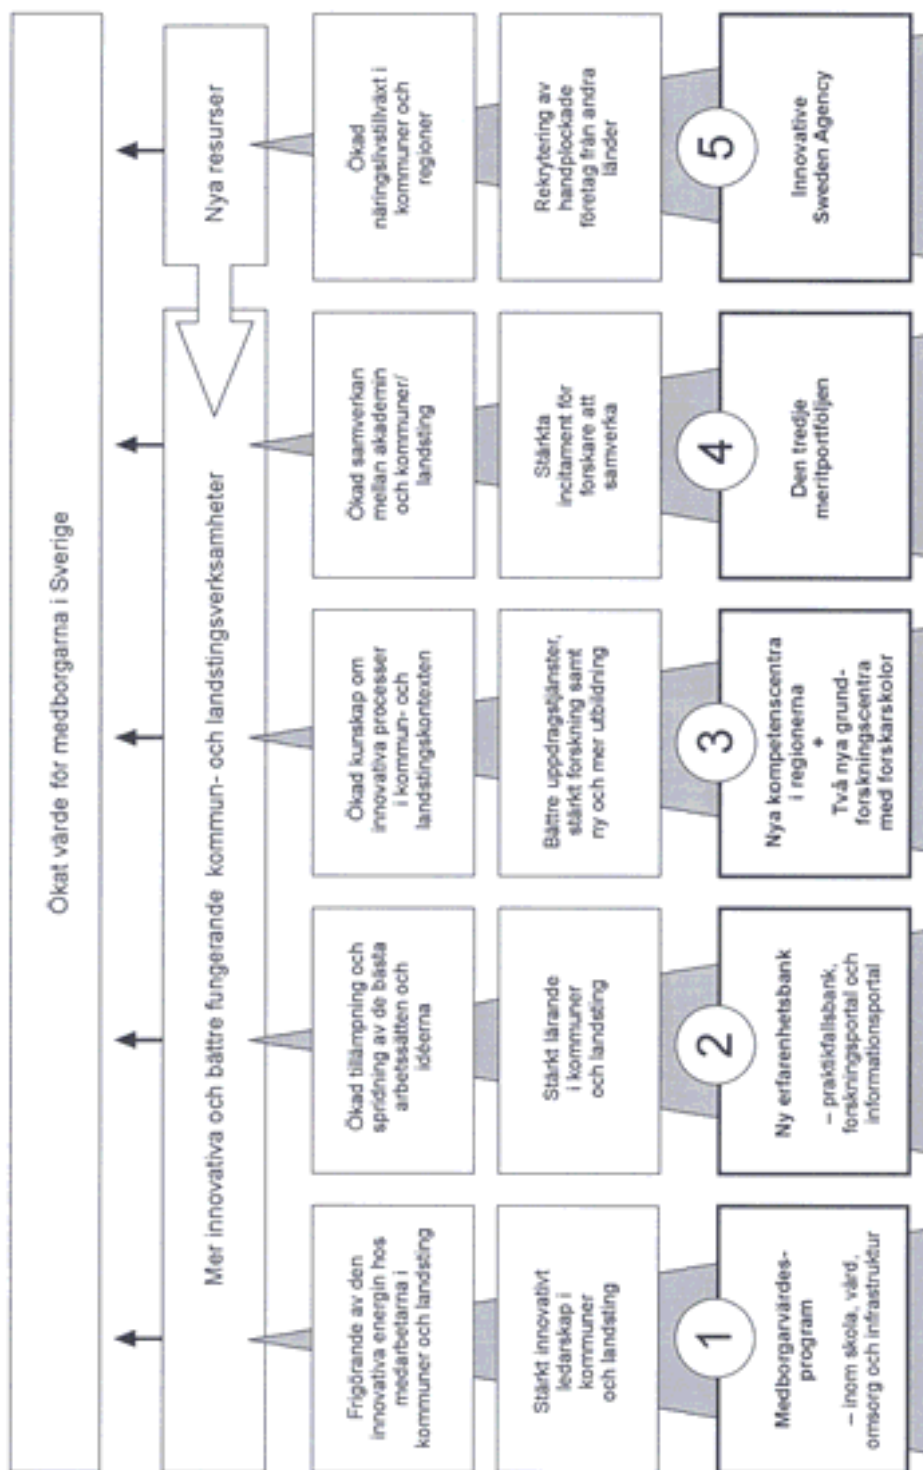 Ökat värde för medborgarna i Sverige
Mer innovativa och bättre fungerande kommun- och landstingsverksamheter
Nya resurser
Frigörande av den
innovativa energin hos
medarbetarna i
kommuner och landsting
Ökad tillämpning och
spridning av de bästa
arbetssätten och
idéerna
Ökad kunskap om
innovativa processer
i kommun- och
landstingskontexten
Ökad samverkan
mellan akademin
och kommuner/
landsting
Ökad
näringslivstillväxt i
kommuner och
regioner
Stärkt innovativt
ledarskap i
kommuner
och landsting
Stärkt lärande
i kommuner
och landsting
Bättre uppdragstjänster,
stärkt forskning samt
ny och mer utbildning
Stärkta
incitament för
forskare att
samverka
Rekrytering av
handplockade
företag från andra
länder
1
2
3
4
5
Medborgarvärdes-
program
– inom skola, vård,
omsorg och infrastruktur
Ny erfarenhetsbank
– praktikfallsbank,
forskningsportal och
informationsportal
Nya kompetenscentra
i regionerna
+
Två nya grund-
forskningscentra
med forskarskolor
Den tredje
meritportföljen
Innovative
Sweden Agency